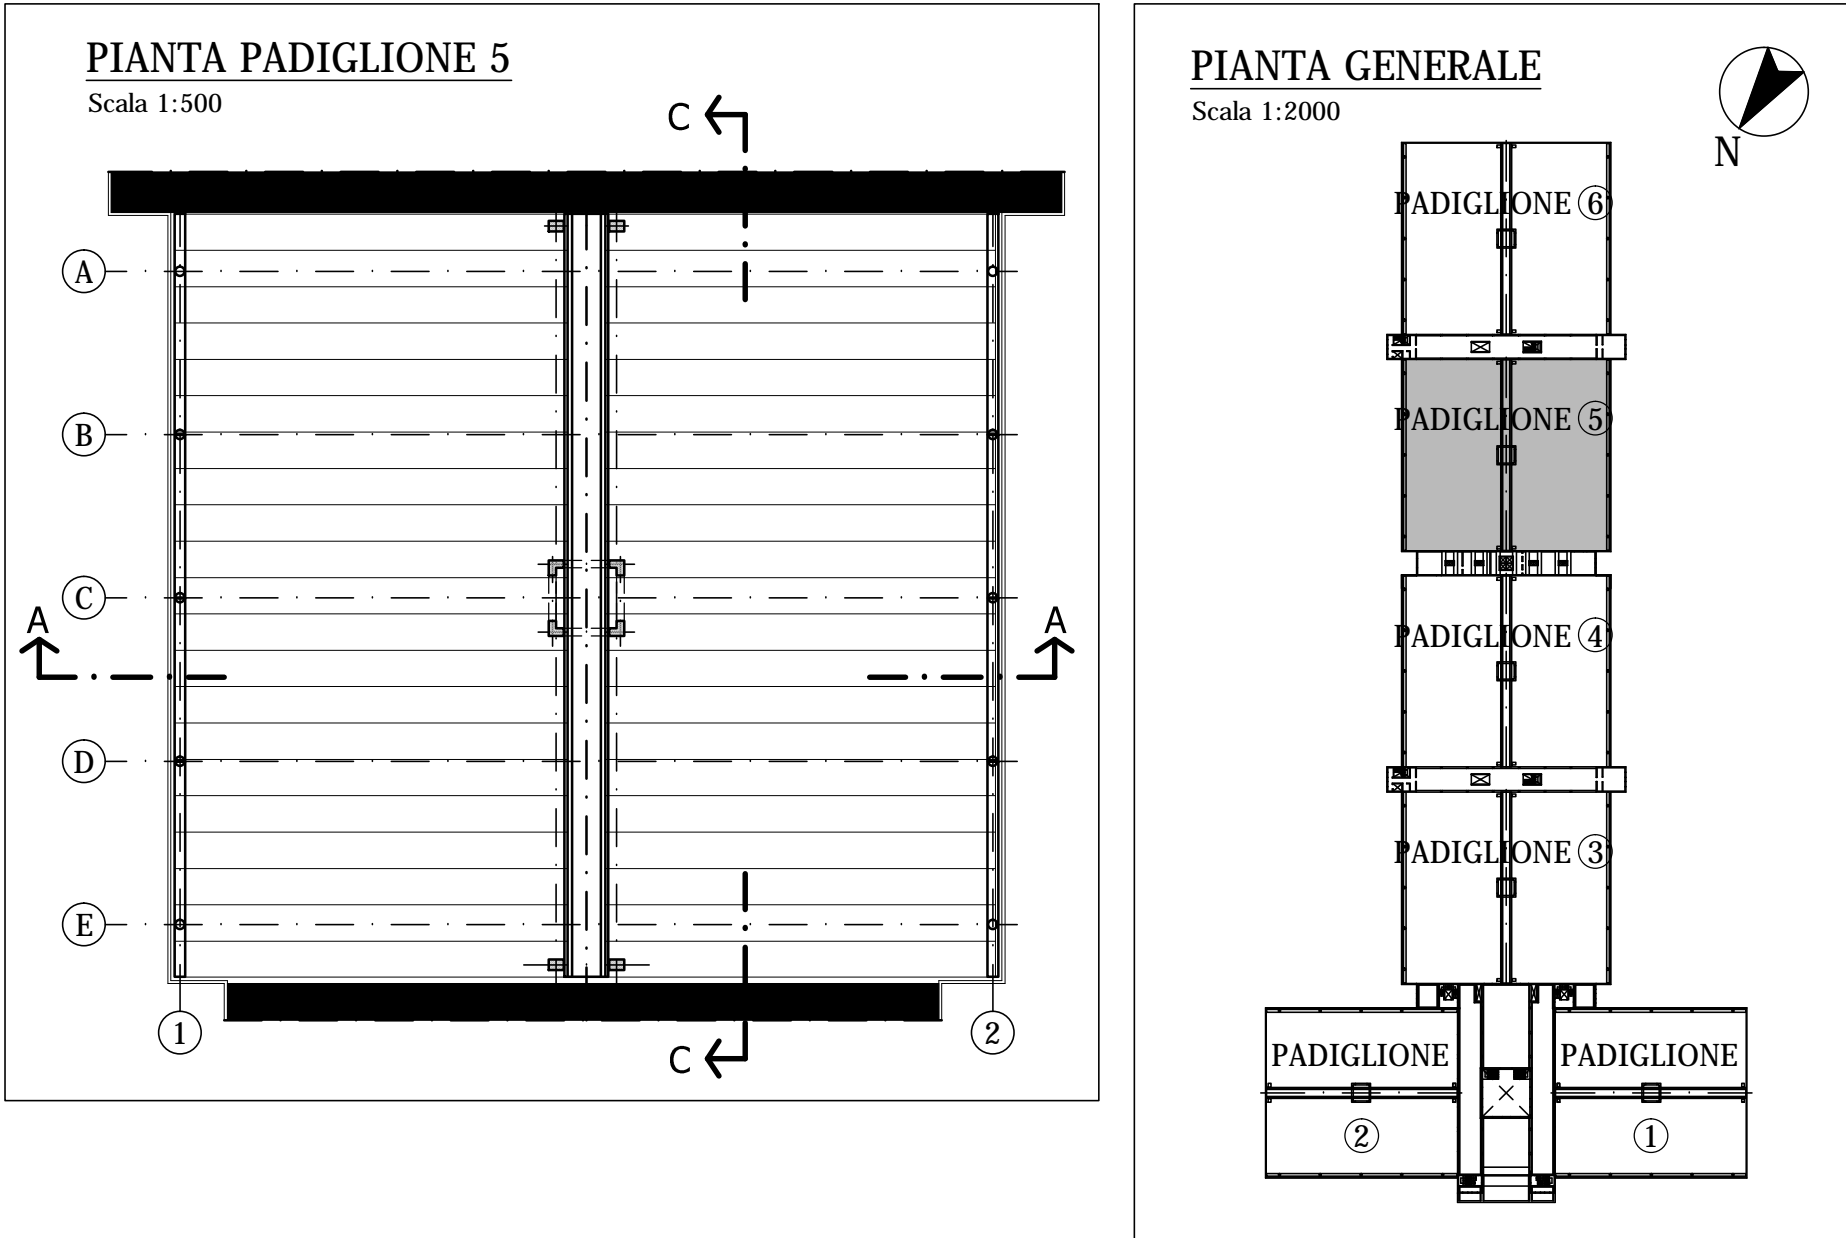 PIANTA PADIGLIONE 5
Scala 1:500
C
A
B
C
A
A
D
E
C
1
2
PIANTA GENERALE
Scala 1:2000
N
PADIGLIONE 6
PADIGLIONE 5
PADIGLIONE 4
PADIGLIONE 3
PADIGLIONE
2
PADIGLIONE
1